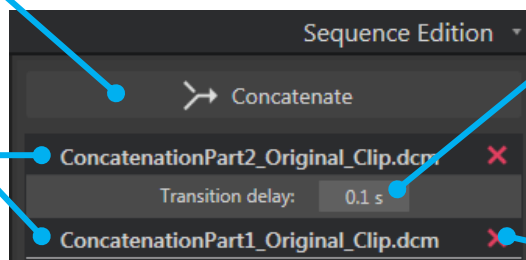 Sequence Edition
Concatenate
ConcatenationPart2_Original_Clip.dcm
Transition delay: 0.1 s
ConcatenationPart1_Original_Clip.dcm